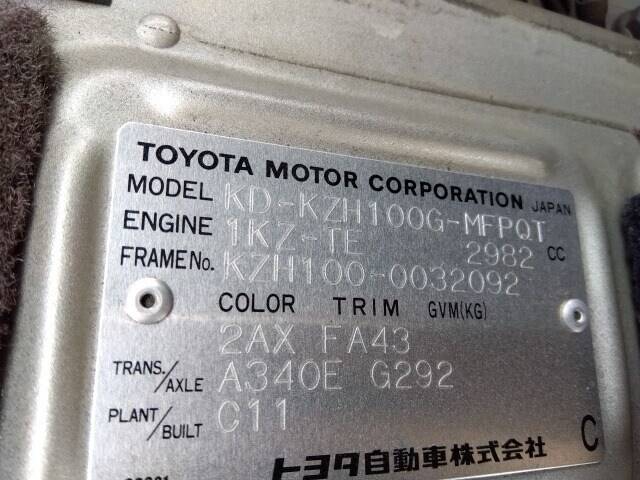 TOYOTA MOTOR CORPORATION JAPAN
MODEL KD-KZH100G-MFPQT
ENGINE 1KZ-TE 2982 CC
FRAME No. KZH100-0032092
COLOR TRIM GVM(KG)
2AX FA43
TRANS./AXLE A340E G292
PLANT/BUILT C11
C
トヨタ自動車株式会社